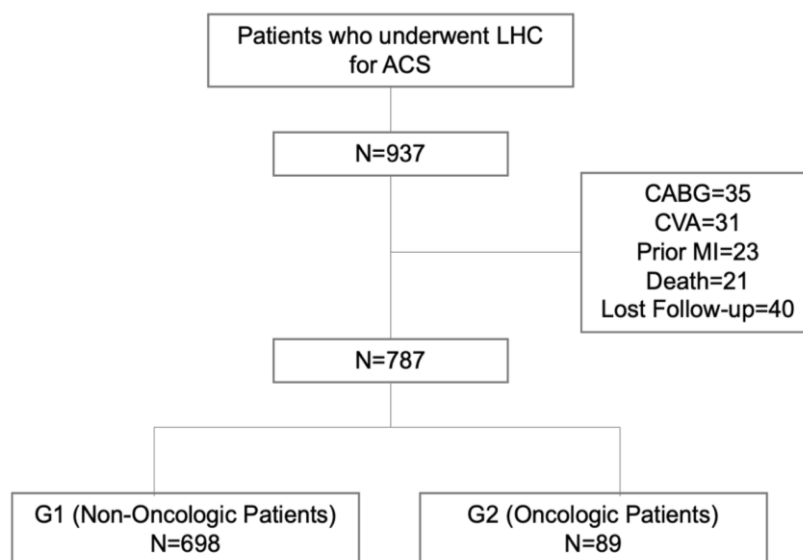 Patients who underwent LHC
for ACS
N=937
CABG=35
CVA=31
Prior MI=23
Death=21
Lost Follow-up=40
N=787
G1 (Non-Oncologic Patients)
N=698
G2 (Oncologic Patients)
N=89